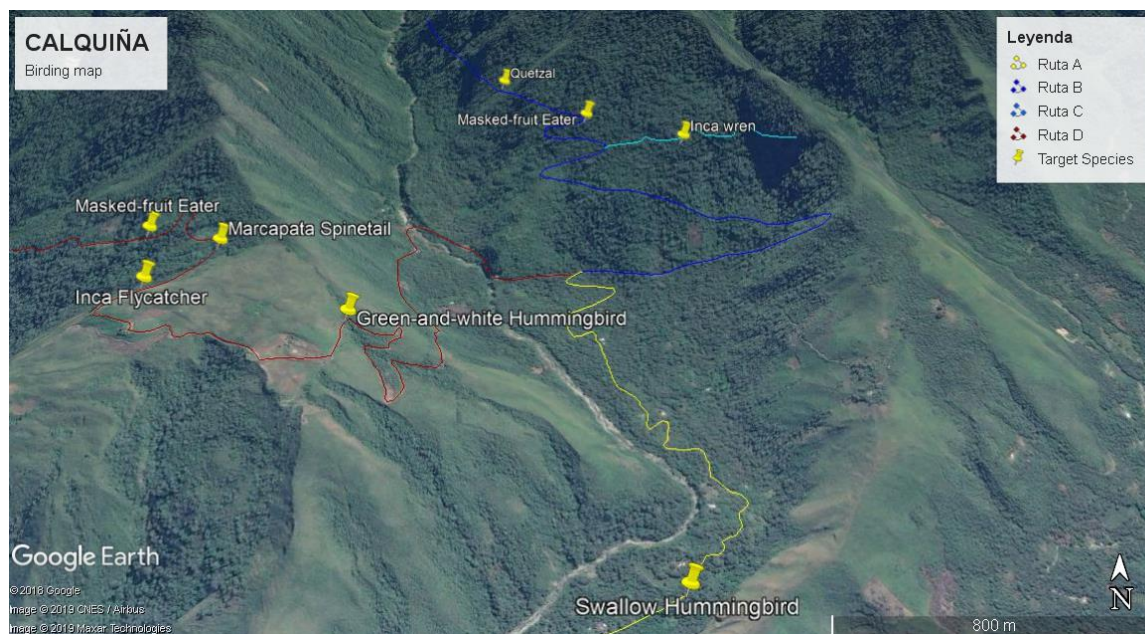 CALQUIÑA
Birding map
Leyenda
Ruta A
Ruta B
Ruta C
Ruta D
Target Species
Quetzal
Masked-fruit Eater
Inca wren
Masked-fruit Eater
Marcapata Spinetail
Inca Flycatcher
Green-and-white Hummingbird
Swallow Hummingbird
Google Earth
©2018 Google
Image © 2019 CNES / Airbus
Image © 2019 Maxar Technologies
N
800 m